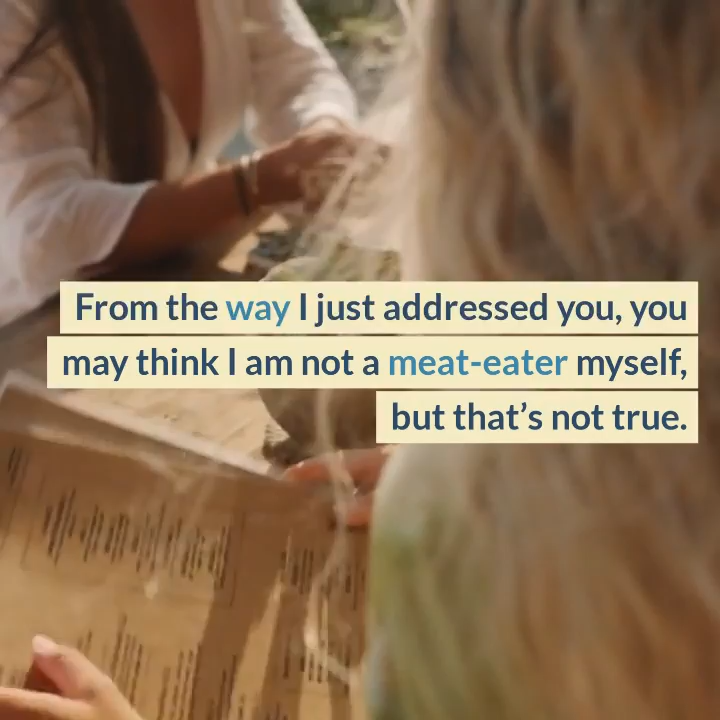 From the way I just addressed you, you
may think I am not a meat-eater myself,
but that’s not true.